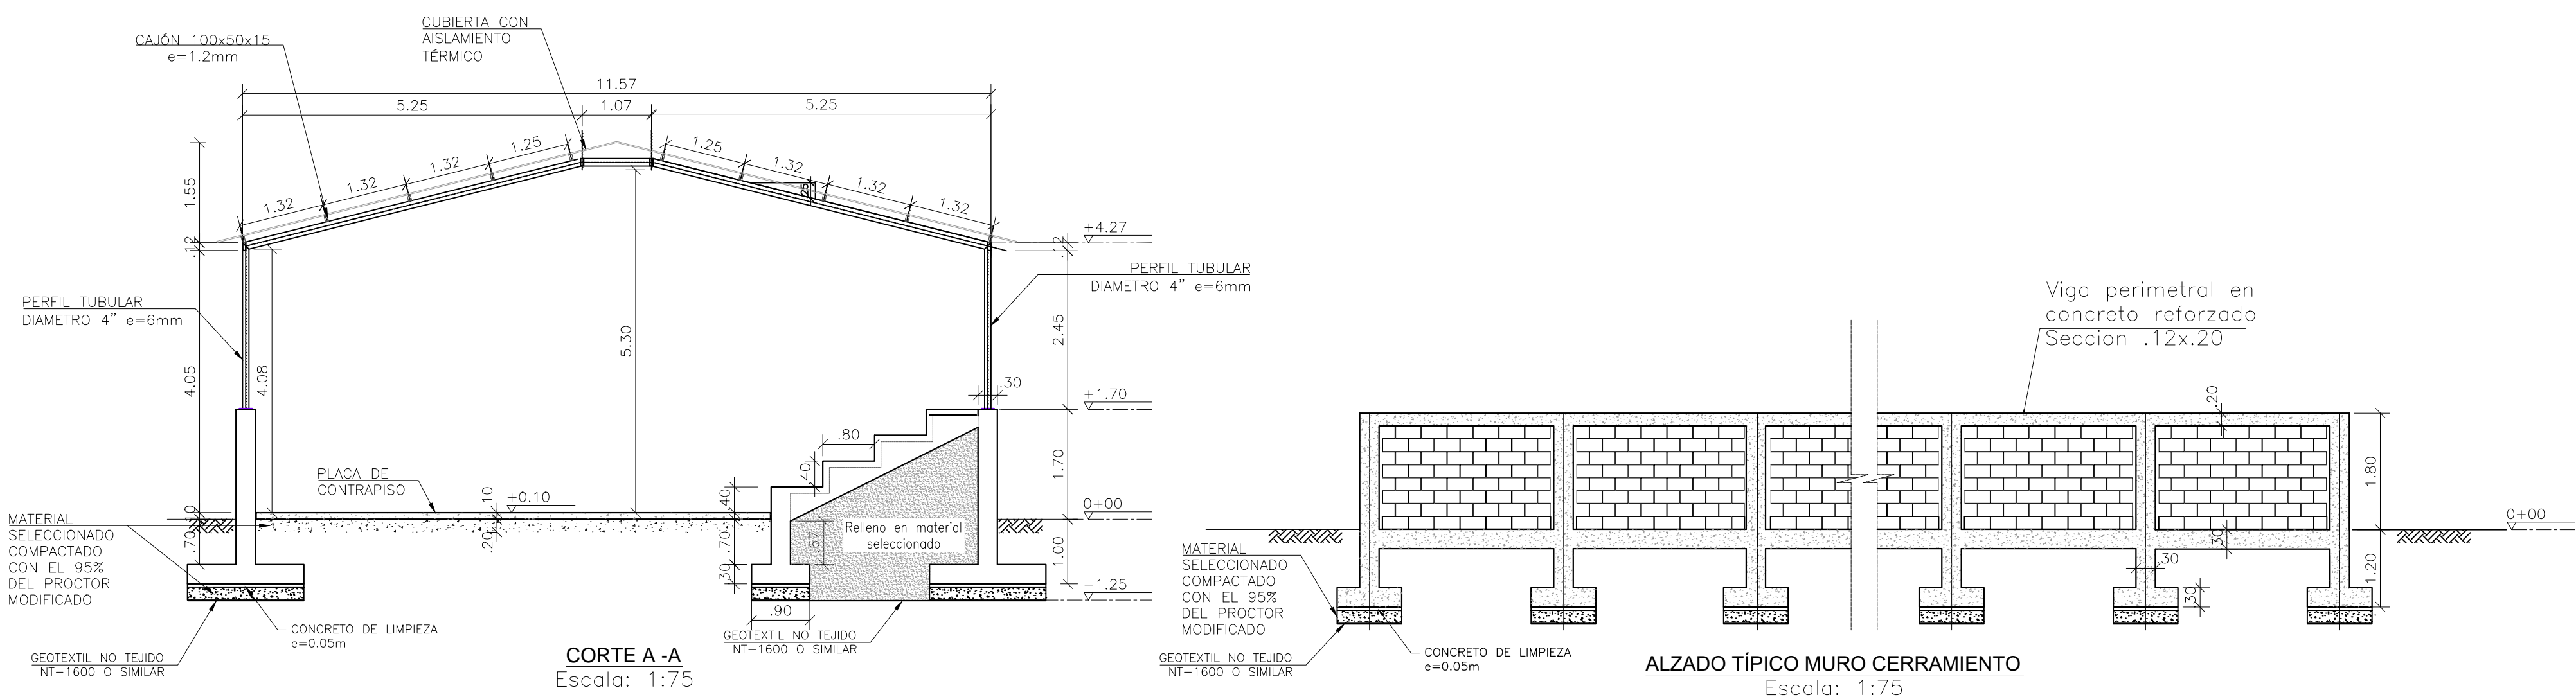 CUBIERTA CON
AISLAMIENTO
TÉRMICO
CAJÓN 100x50x15
e=1.2mm
11.57
5.25
1.07
5.25
1.25
1.32
1.32
1.32
1.25
1.32
1.32
1.32
.25
1.55
.12
4.05
.10
.70
4.08
5.30
PERFIL TUBULAR
DIAMETRO 4" e=6mm
PERFIL TUBULAR
DIAMETRO 4" e=6mm
+4.27
.12
2.45
.30
+1.70
1.70
0+00
1.00
-1.25
.80
.40
.40
.70
.30
.67
.90
PLACA DE
CONTRAPISO
.10
+0.10
.20
Relleno en material
seleccionado
MATERIAL
SELECCIONADO
COMPACTADO
CON EL 95%
DEL PROCTOR
MODIFICADO
CONCRETO DE LIMPIEZA
e=0.05m
GEOTEXTIL NO TEJIDO
NT-1600 O SIMILAR
GEOTEXTIL NO TEJIDO
NT-1600 O SIMILAR
CORTE A -A
Escala: 1:75
Viga perimetral en
concreto reforzado
Seccion .12x.20
.20
1.80
0+00
1.20
.30
.30
.30
MATERIAL
SELECCIONADO
COMPACTADO
CON EL 95%
DEL PROCTOR
MODIFICADO
CONCRETO DE LIMPIEZA
e=0.05m
GEOTEXTIL NO TEJIDO
NT-1600 O SIMILAR
ALZADO TÍPICO MURO CERRAMIENTO
Escala: 1:75